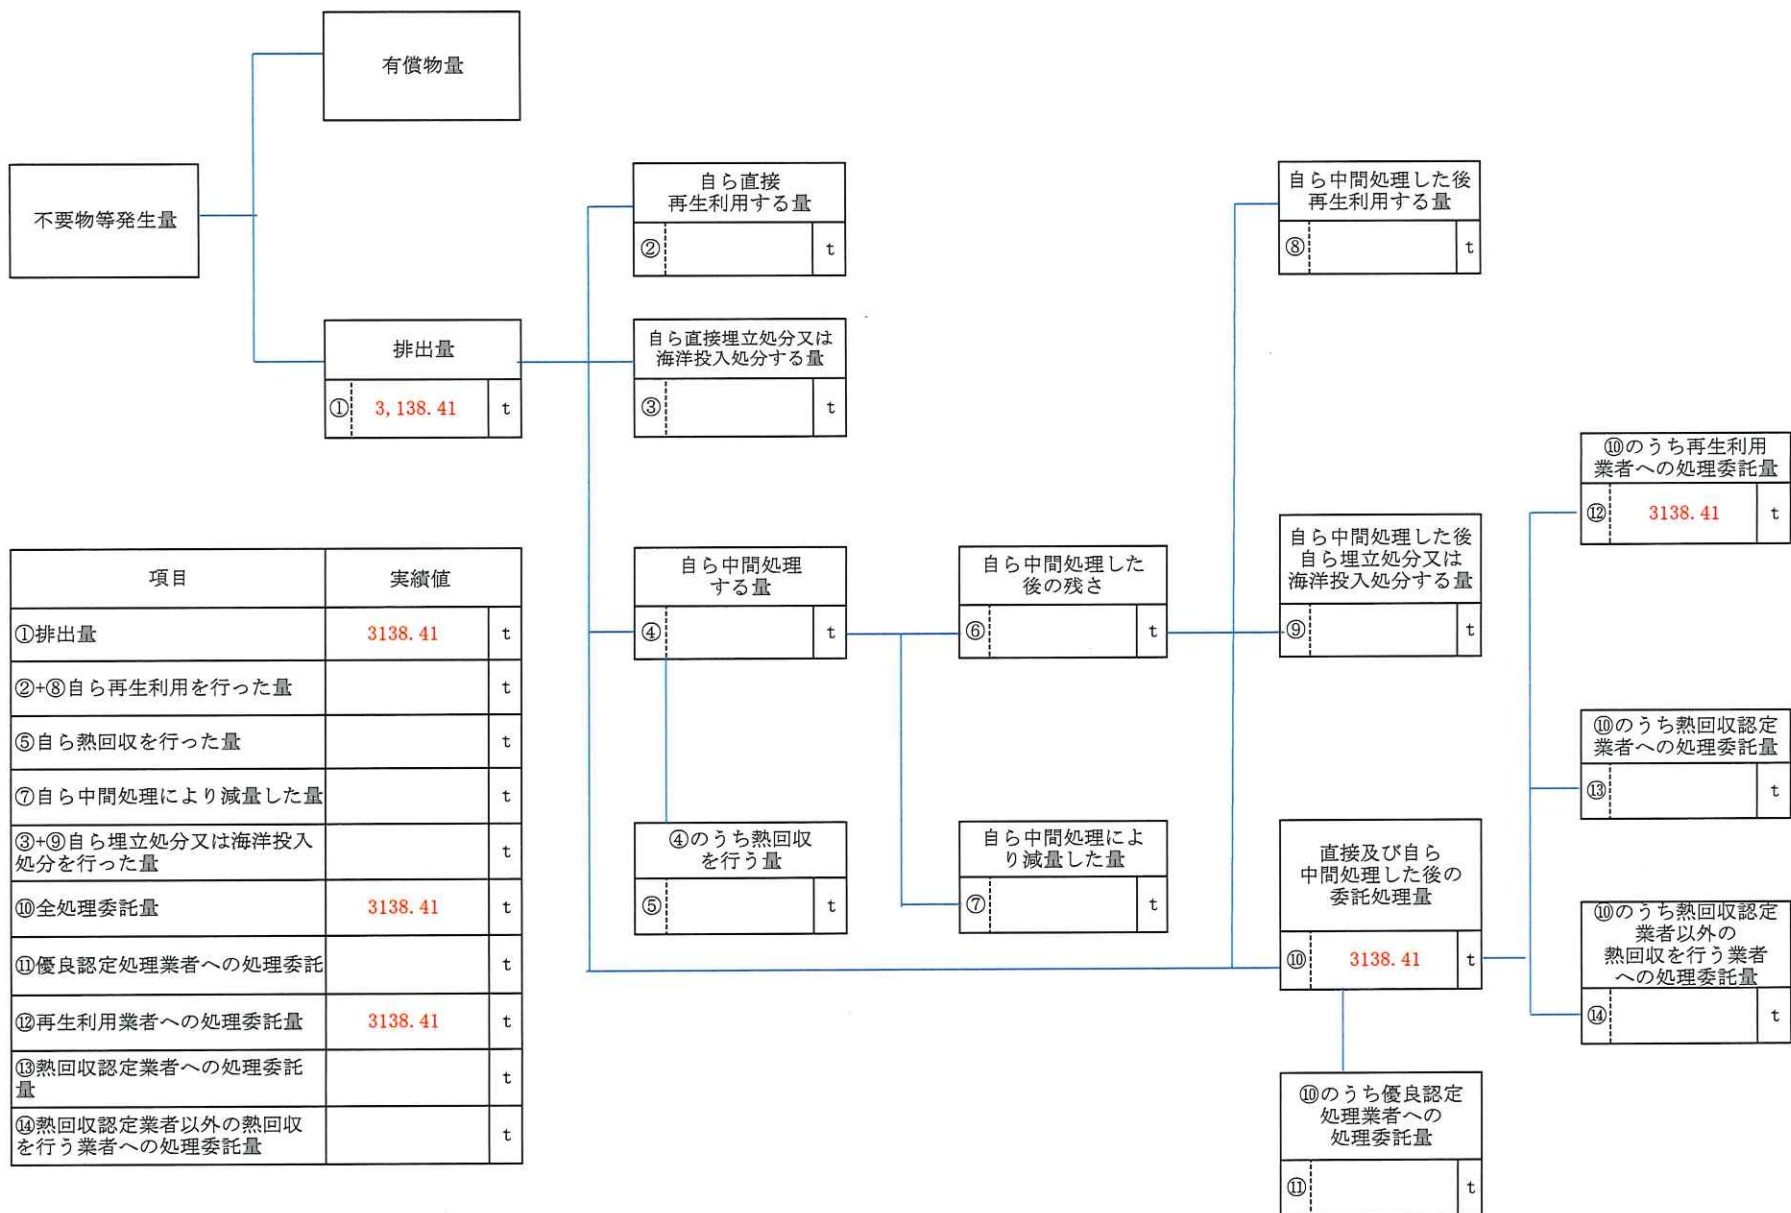 有償物量
不要物等発生量
排出量
① 3,138.41 t
自ら直接
再生利用する量
② t
自ら直接埋立処分又は
海洋投入処分する量
③ t
自ら中間処理
する量
④ t
④のうち熱回収
を行う量
⑤ t
自ら中間処理した
後の残さ
⑥ t
自ら中間処理によ
り減量した量
⑦ t
自ら中間処理した後
再生利用する量
⑧ t
自ら中間処理した後
自ら埋立処分又は
海洋投入処分する量
⑨ t
直接及び自ら
中間処理した後の
委託処理量
⑩ 3138.41 t
⑩のうち優良認定
処理業者への
処理委託量
⑪ t
⑩のうち再生利用
業者への処理委託量
⑫ 3138.41 t
⑩のうち熱回収認定
業者への処理委託量
⑬ t
⑩のうち熱回収認定
業者以外の
熱回収を行う業者
への処理委託量
⑭ t
項目 実績値
①排出量 3138.41 t
②+⑧自ら再生利用を行った量 t
⑤自ら熱回収を行った量 t
⑦自ら中間処理により減量した量 t
③+⑨自ら埋立処分又は海洋投入
処分を行った量 t
⑩全処理委託量 3138.41 t
⑪優良認定処理業者への処理委託 t
⑫再生利用業者への処理委託量 3138.41 t
⑬熱回収認定業者への処理委託
量 t
⑭熱回収認定業者以外の熱回収
を行う業者への処理委託量 t